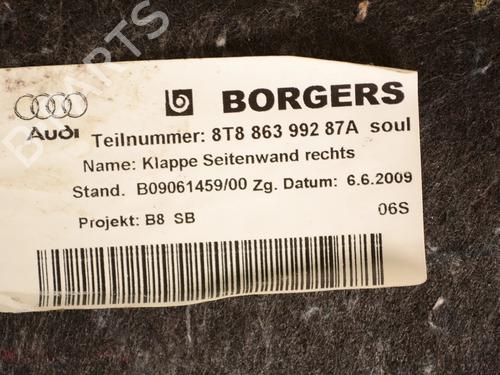 B PARTS
Audi
BORGERS
Teilnummer: 8T8 863 992 87A soul
Name: Klappe Seitenwand rechts
Stand. B09061459/00 Zg. Datum: 6.6.2009
Projekt: B8 SB 06S